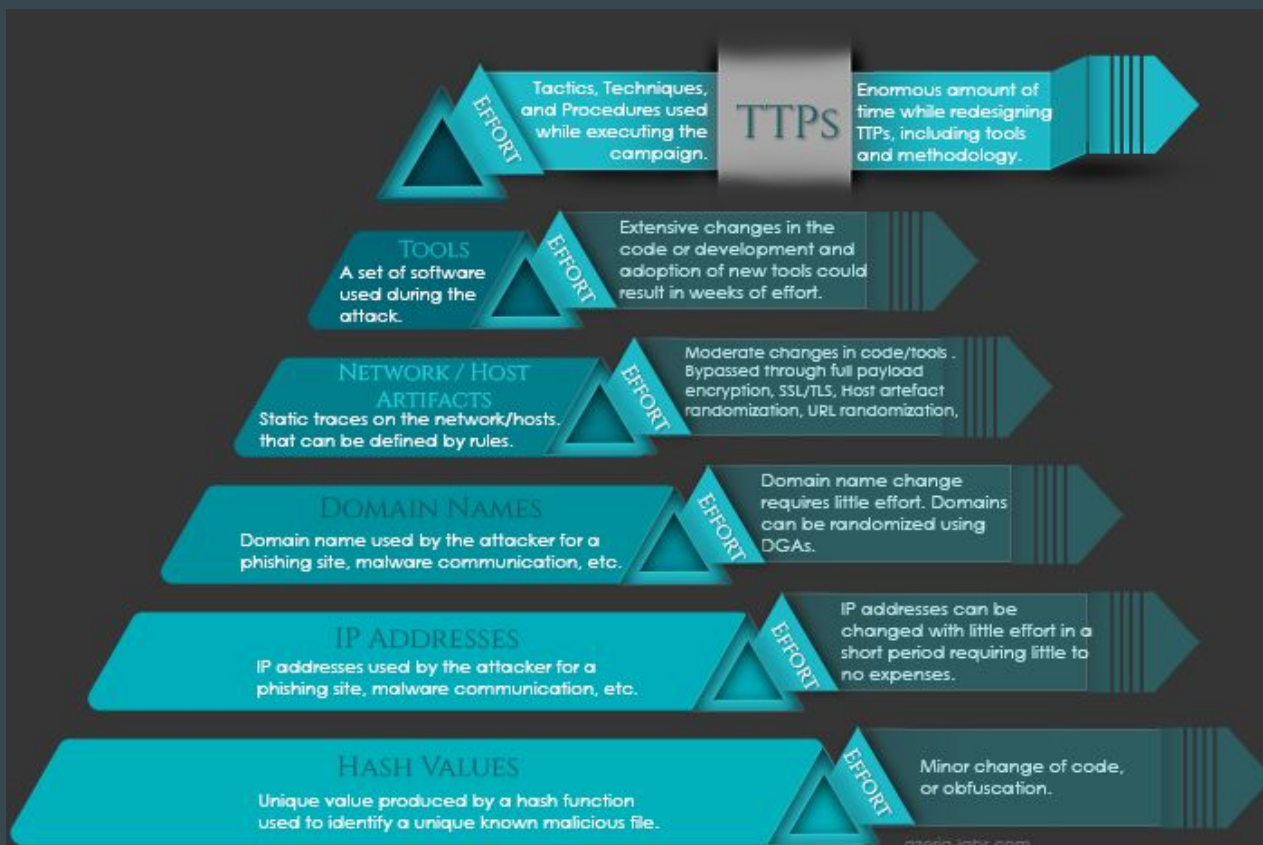 EFFORT
Tactics, Techniques,
and Procedures used
while executing the
campaign.
TTPs
Enormous amount of
time while redesigning
TTPs, including tools
and methodology.
TOOLS
A set of software
used during the
attack.
EFFORT
Extensive changes in the
code or development and
adoption of new tools could
result in weeks of effort.
NETWORK / HOST
ARTIFACTS
Static traces on the network/hosts.
that can be defined by rules.
EFFORT
Moderate changes in code/tools .
Bypassed through full payload
encryption, SSL/TLS, Host artefact
randomization, URL randomization,
DOMAIN NAMES
Domain name used by the attacker for a
phishing site, malware communication, etc.
EFFORT
Domain name change
requires little effort. Domains
can be randomized using
DGAs.
IP ADDRESSES
IP addresses used by the attacker for a
phishing site, malware communication, etc.
EFFORT
IP addresses can be
changed with little effort in a
short period requiring little to
no expenses.
HASH VALUES
Unique value produced by a hash function
used to identify a unique known malicious file.
EFFORT
Minor change of code,
or obfuscation.